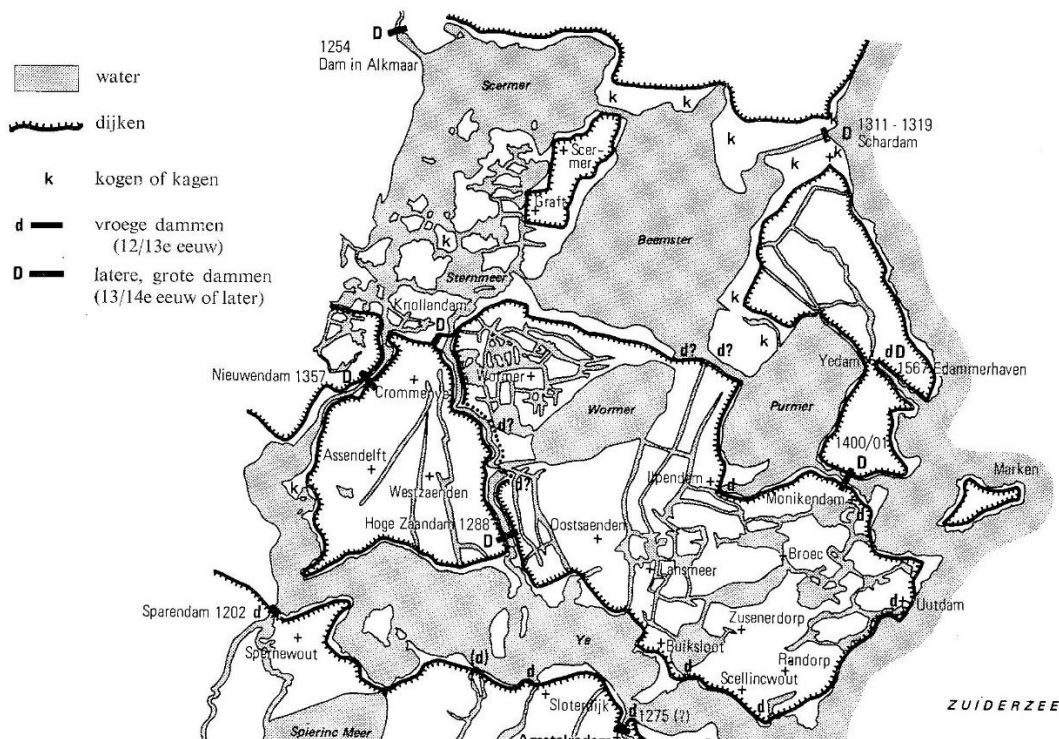 water
dijken
k kogen of kagen
d vroege dammen
(12/13e eeuw)
D latere, grote dammen
(13/14e eeuw of later)
D
1254
Dam in Alkmaar
Scermer
k
k
k
k
D 1311 - 1319
Schardam
k
k
Scer-
mer
Graft
k
Beemster
Sternmeer
Knollendam
D
k
k
d?
d?
Yedam
d D
1567 Edammerhaven
Nieuwendam 1357
D
Crommenye
Wormer
Wormer
Purmer
d?
1400/01
D
Marken
Assendelft
k
Westzaenden
d?
Ilpendam
d
Monikendam
d
Hoge Zaandam 1288
D
Oostsaenden
Lansmeer
Broec
Sparendam 1202
d
Spernewout
Ye
Zusenerdorp
d
Uutdam
Buiksloot
Randorp
(d)
d
d
Scellincwout
d
Sloterdijk
d
1275 (?)
ZUIDERZEE
Spierinc Meer